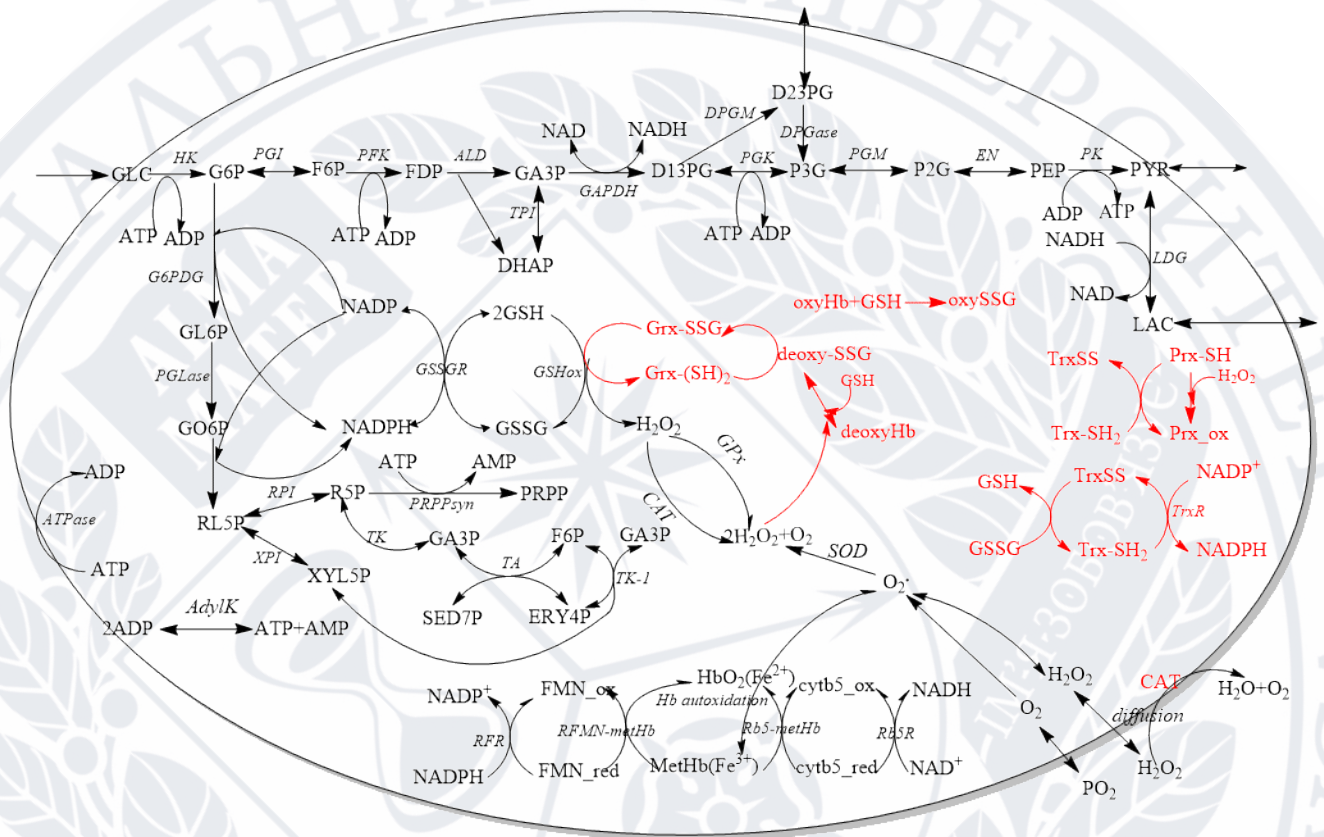 D23PG
DPGM
DPGase
NAD
NADH
GLC
HK
G6P
PGI
F6P
PFK
FDP
ALD
GA3P
GAPDH
D13PG
PGK
P3G
PGM
P2G
EN
PEP
PK
PYR
ATP
ADP
ATP
ADP
TPI
DHAP
ATP
ADP
ADP
ATP
NADH
LDG
NAD
LAC
G6PDG
GL6P
PGLase
GO6P
NADP
NADPH
GSSGR
2GSH
GSSG
GSHox
Grx-SSG
Grx-(SH)₂
oxyHb+GSH
oxySSG
deoxy-SSG
GSH
deoxyHb
TrxSS
Prx-SH
H₂O₂
Trx-SH₂
Prx_ox
H₂O₂
GPx
CAT
2H₂O₂+O₂
SOD
O₂·
GSH
TrxSS
NADP⁺
TrxR
GSSG
Trx-SH₂
NADPH
ADP
ATPase
ATP
RL5P
RPI
R5P
ATP
AMP
PRPPsyn
PRPP
XPI
XYL5P
TK
GA3P
TA
F6P
GA3P
TK-1
SED7P
ERY4P
2ADP
AdylK
ATP+AMP
NADP⁺
RFR
NADPH
FMN_ox
RFMN-metHb
FMN_red
HbO₂(Fe²⁺)
Hb autoxidation
MetHb(Fe³⁺)
Rb5-metHb
cytb5_ox
cytb5_red
Rb5R
NADH
NAD⁺
O₂
PO₂
H₂O₂
CAT
diffusion
H₂O₂
H₂O+O₂